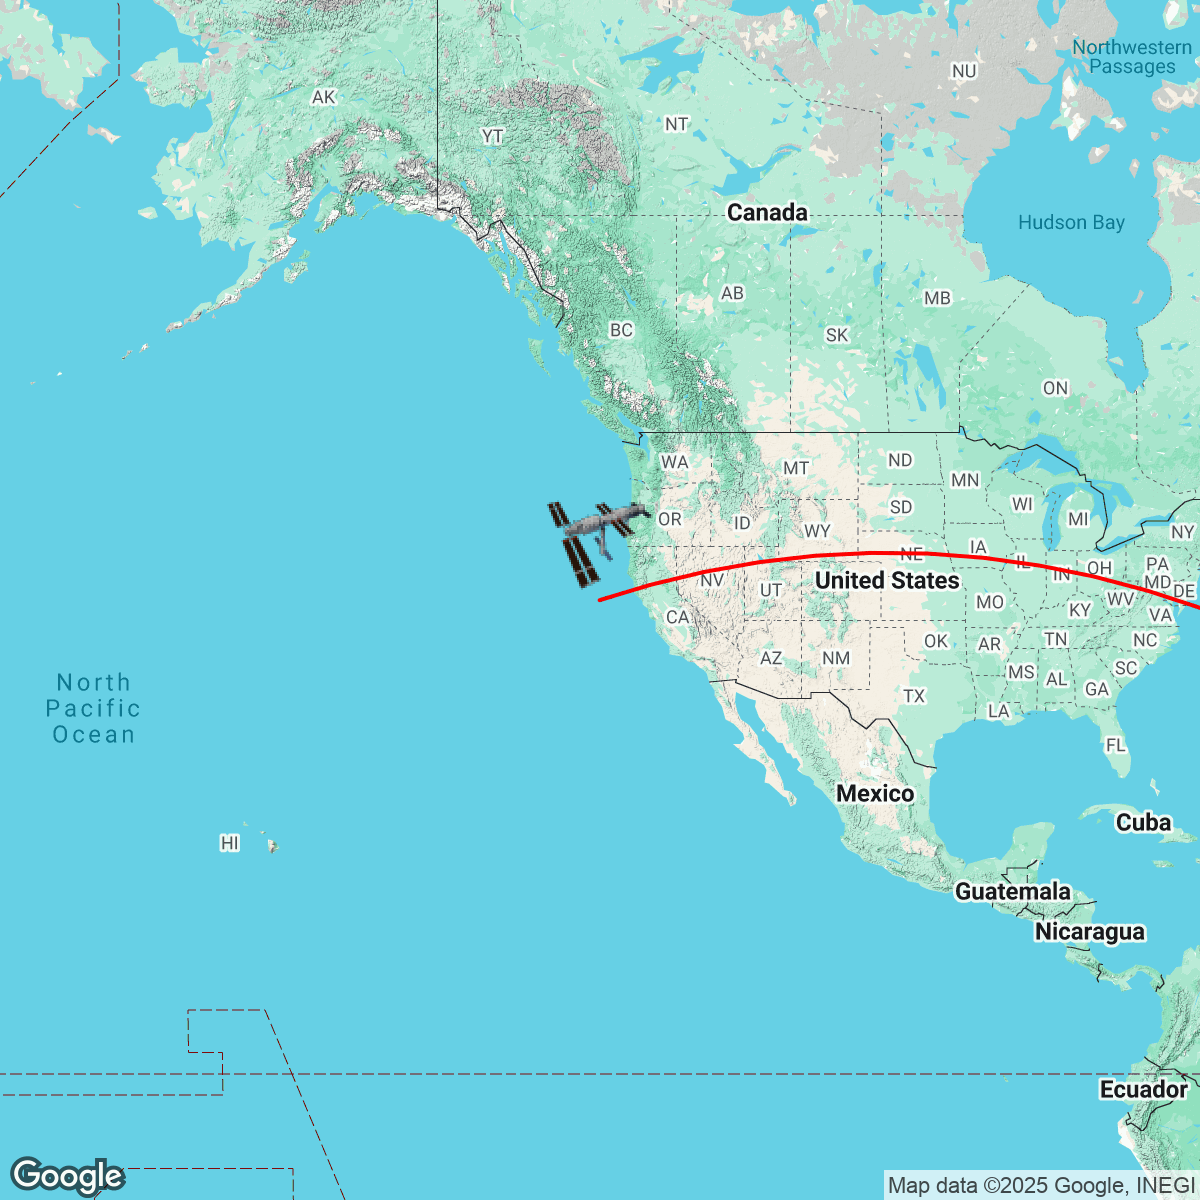 Northwestern
Passages
NU
AK
NT
YT
Canada
Hudson Bay
AB
MB
BC
SK
ON
WA
MT
ND
MN
WI
SD
MI
OR
ID
WY
NY
IA
NE
IL
OH
PA
IN
United States
NV
MD
UT
DE
WV
MO
KY
VA
CA
TN
NC
OK
AR
AZ
NM
SC
MS
AL
GA
North
Pacific
Ocean
TX
LA
FL
Mexico
Cuba
HI
Guatemala
Nicaragua
Ecuador
Google
Map data ©2025 Google, INEGI